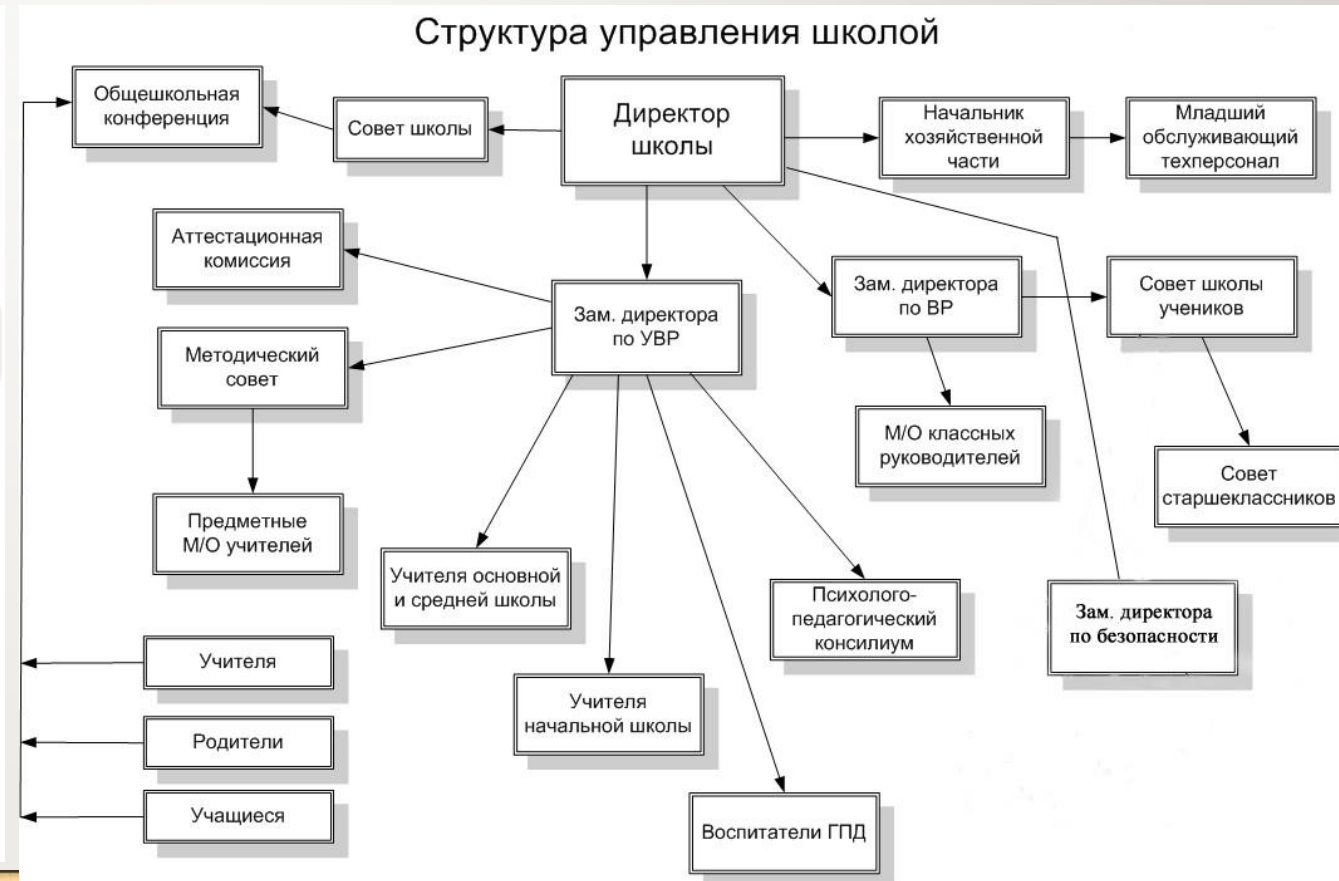 Структура управления школой
Общешкольная
конференция
Совет школы
Директор
школы
Начальник
хозяйственной
части
Младший
обслуживающий
техперсонал
Аттестационная
комиссия
Зам. директора
по УВР
Зам. директора
по ВР
Совет школы
учеников
Методический
совет
М/О классных
руководителей
Совет
старшеклассников
Предметные
М/О учителей
Учителя основной
и средней школы
Психолого-
педагогический
консилиум
Зам. директора
по безопасности
Учителя
Учителя
начальной школы
Родители
Учащиеся
Воспитатели ГПД